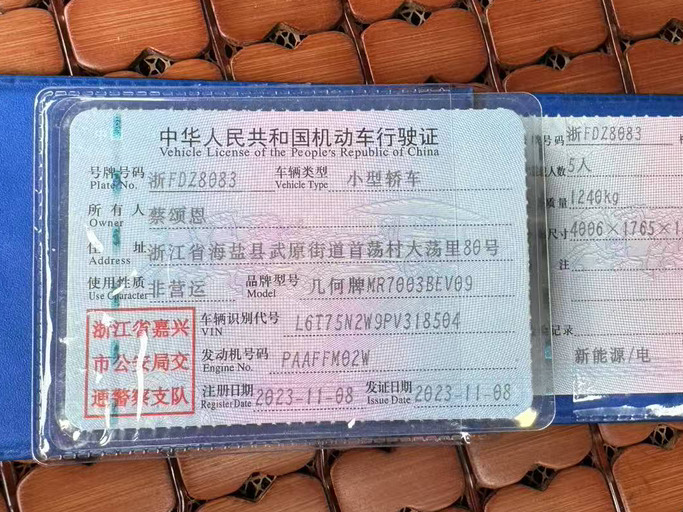 中华人民共和国机动车行驶证
Vehicle License of the People's Republic of China
号牌号码 浙FDZ8083 车辆类型 小型轿车
Plate No. Vehicle Type
所有人 蔡颂恩
Owner
住址 浙江省海盐县武原街道首荡村大荡里80号
Address
使用性质 非营运 品牌型号 几何牌MR7003BEV09
Use Character Model
浙江省嘉兴
市公安局交
通警察支队
车辆识别代号 L6T75N2W9PV318504
VIN
发动机号码 PAAFFM02W
Engine No.
注册日期 2023-11-08 发证日期 2023-11-08
Register Date Issue Date
号码 浙FDZ8083
人数 5人
质量 1240kg
尺寸 4006×1765×1
注
记录
新能源/电